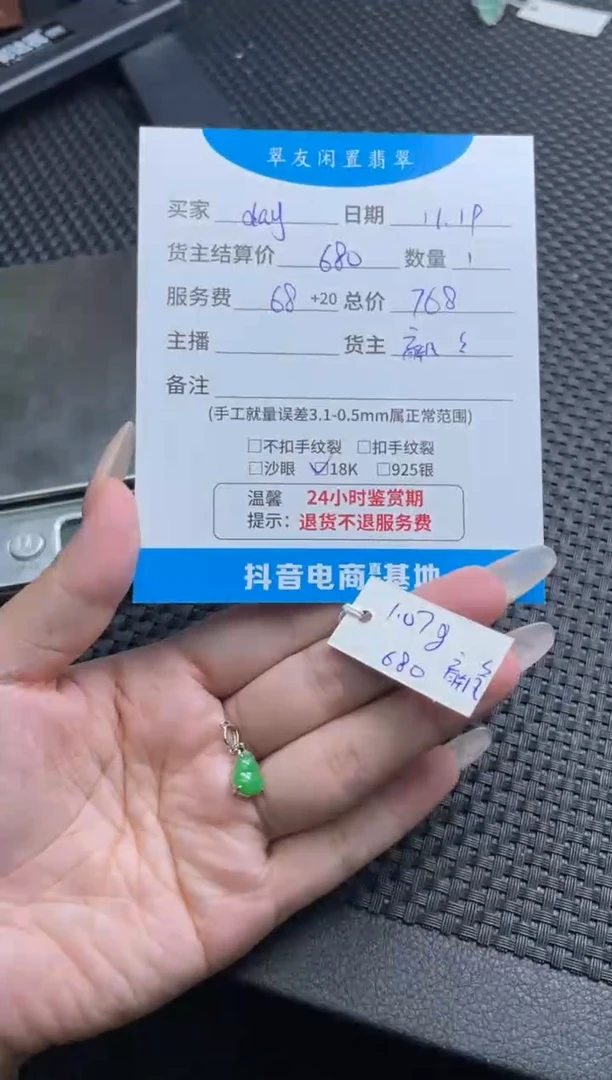 翠友闲置翡翠
买家 day 日期 11.19
货主结算价 680 数量 1
服务费 68 +20 总价 768
主播 货主
备注
(手工就量误差3.1-0.5mm属正常范围)
□不扣手纹裂 □扣手纹裂
□沙眼 ☑18K □925银
温馨 24小时鉴赏期
提示: 退货不退服务费
抖音电商 基地
1.07g
680